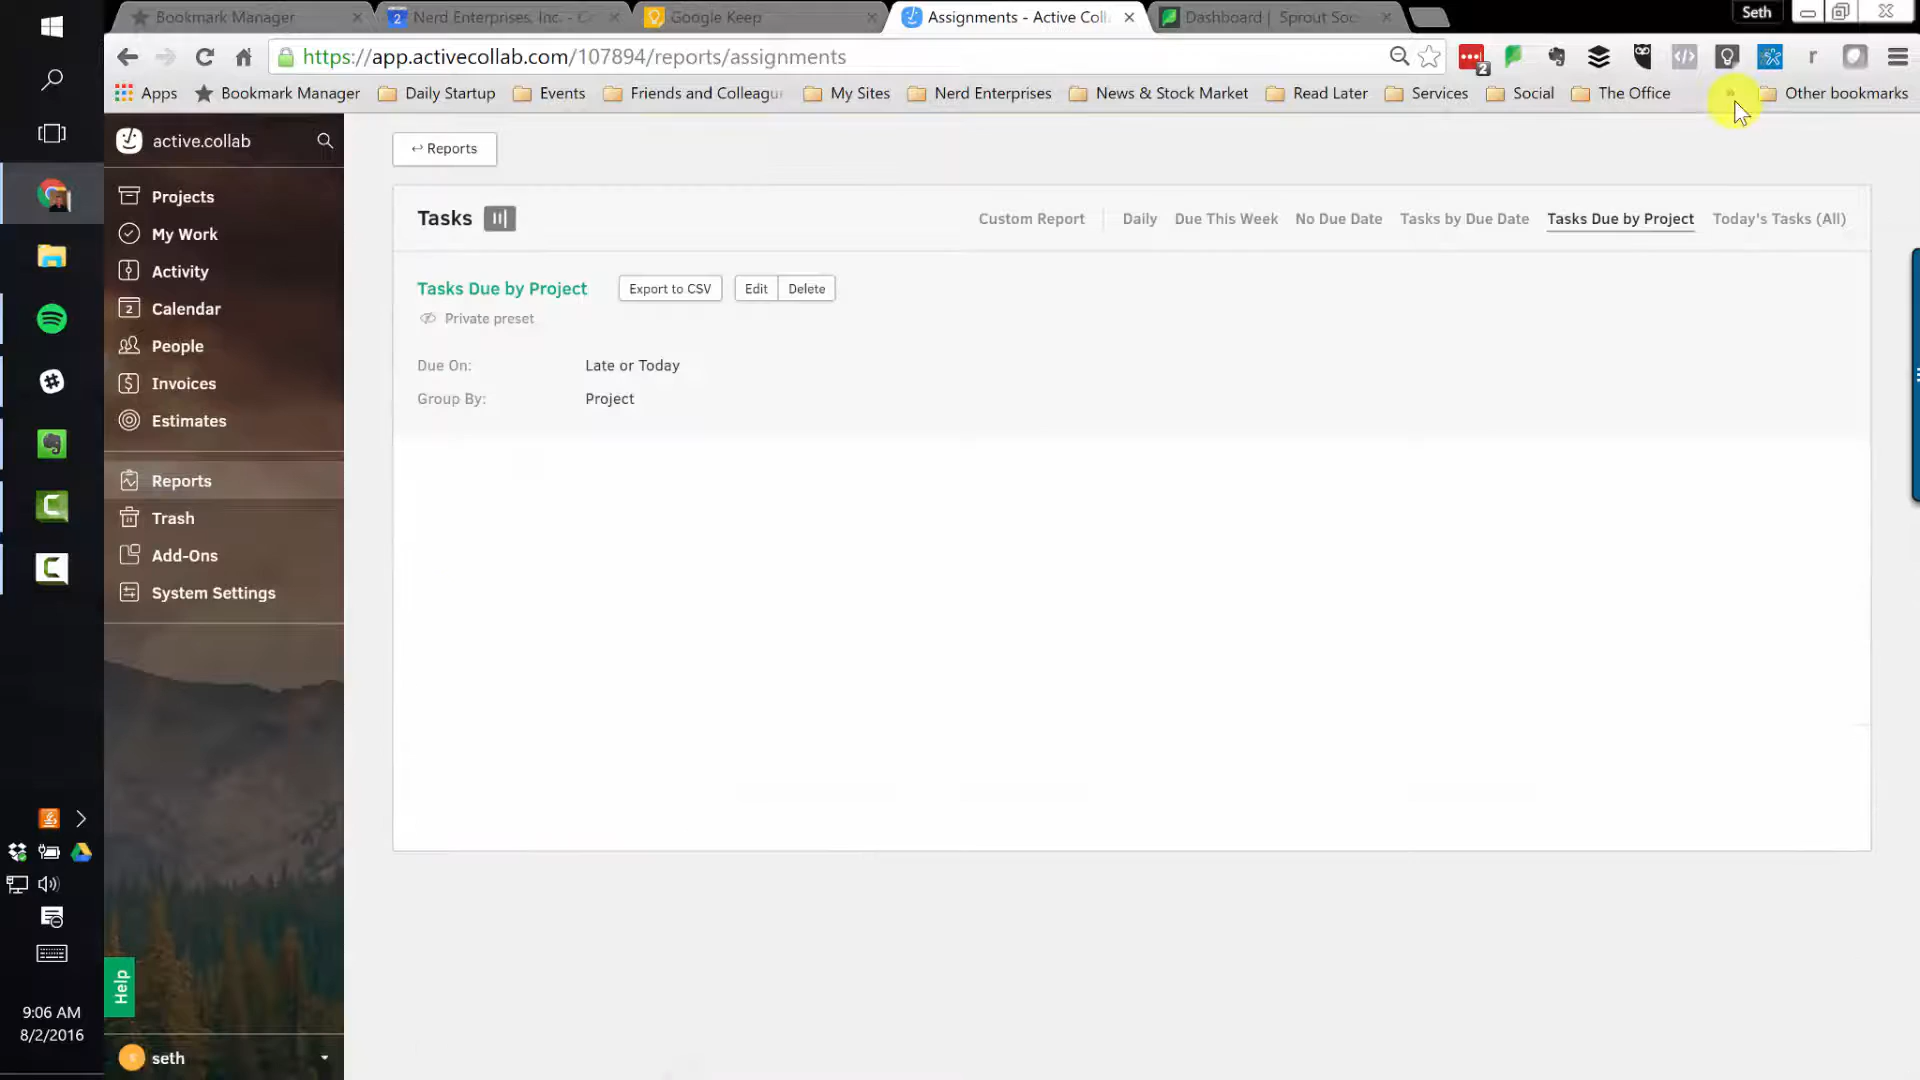 Bookmark Manager
2 Nerd Enterprises, Inc. - C
Google Keep
Assignments - Active Coll
Dashboard | Sprout Soc
Seth
https://app.activecollab.com/107894/reports/assignments
2
Apps
Bookmark Manager
Daily Startup
Events
Friends and Colleagu
My Sites
Nerd Enterprises
News & Stock Market
Read Later
Services
Social
The Office
Other bookmarks
active.collab
Projects
My Work
Activity
2 Calendar
People
Invoices
Estimates
Reports
Trash
Add-Ons
System Settings
Help
seth
Reports
Tasks
Custom Report
Daily
Due This Week
No Due Date
Tasks by Due Date
Tasks Due by Project
Today's Tasks (All)
Tasks Due by Project
Export to CSV
Edit
Delete
Private preset
Due On: Late or Today
Group By: Project
9:06 AM
8/2/2016